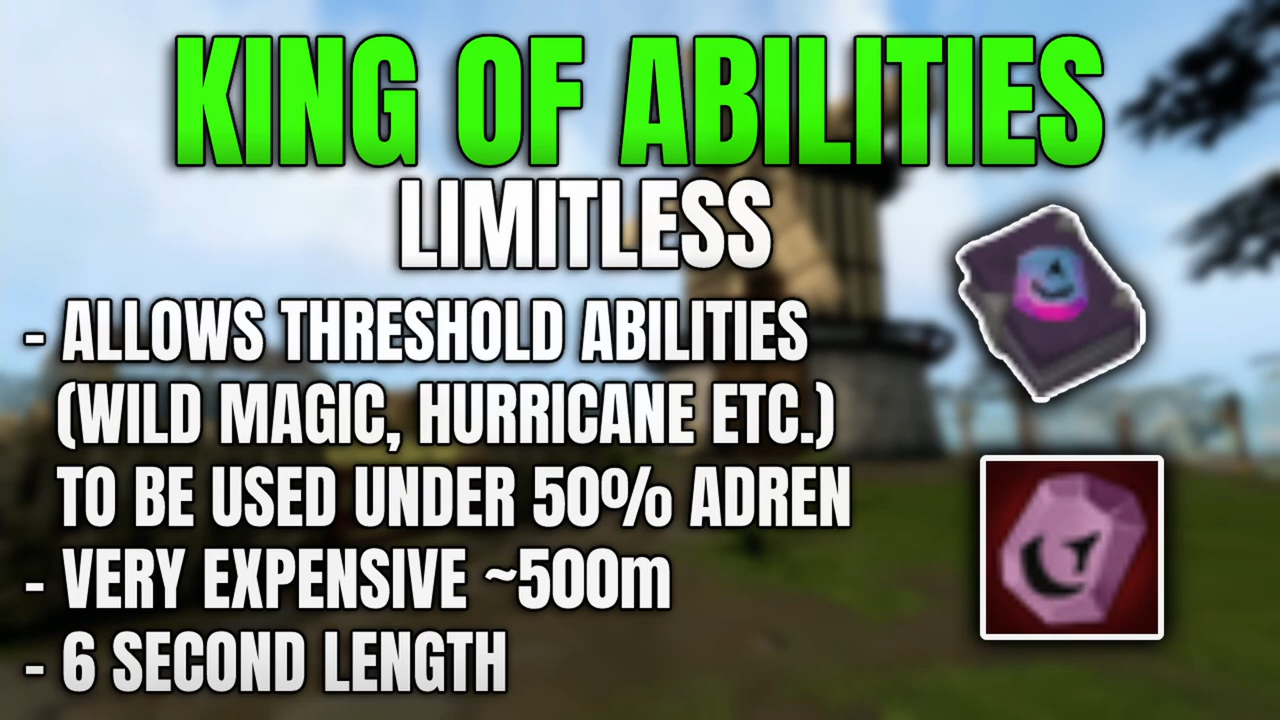 KING OF ABILITIES
LIMITLESS
- ALLOWS THRESHOLD ABILITIES
(WILD MAGIC, HURRICANE ETC.)
TO BE USED UNDER 50% ADREN
- VERY EXPENSIVE ~500m
- 6 SECOND LENGTH